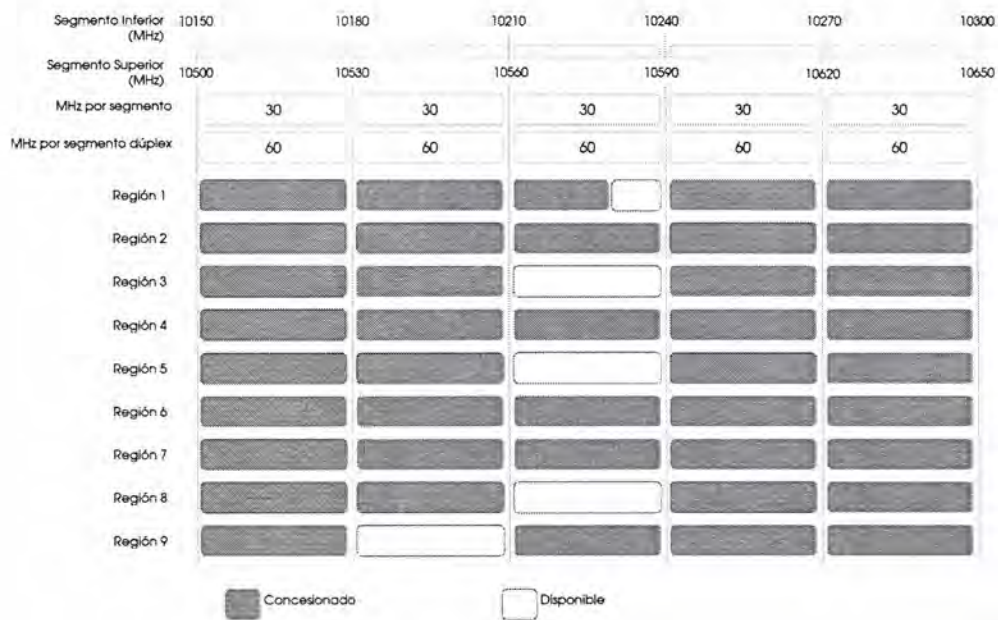 Segmento Inferior (MHz) 10150 10180 10210 10240 10270 10300
Segmento Superior (MHz) 10500 10530 10560 10590 10620 10650
MHz por segmento 30 30 30 30 30
MHz por segmento dúplex 60 60 60 60 60
Región 1
Región 2
Región 3
Región 4
Región 5
Región 6
Región 7
Región 8
Región 9
Concesionado Disponible